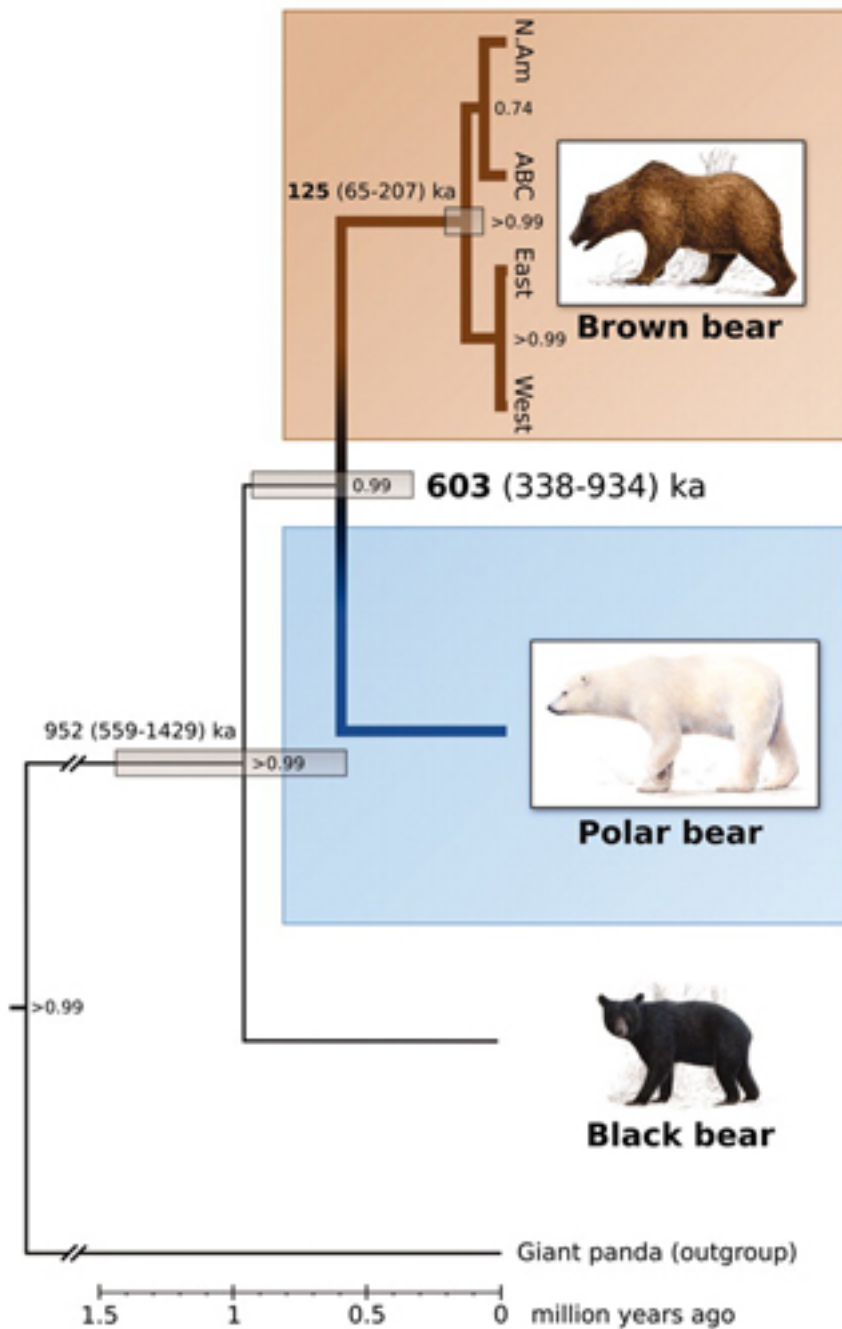 N.Am
0.74
ABC
125 (65-207) ka
>0.99
East
>0.99
Brown bear
West
0.99
603 (338-934) ka
952 (559-1429) ka
>0.99
Polar bear
>0.99
Black bear
Giant panda (outgroup)
1.5 1 0.5 0 million years ago